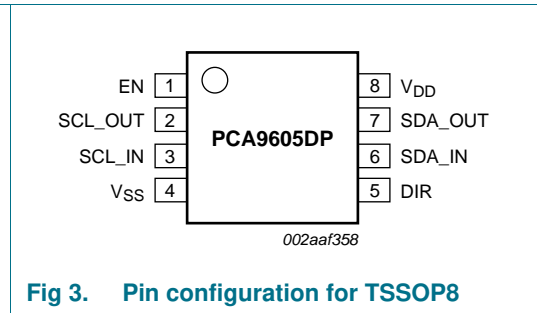 EN 1 8 VDD
SCL_OUT 2 7 SDA_OUT
PCA9605DP
SCL_IN 3 6 SDA_IN
VSS 4 5 DIR
002aaf358
Fig 3. Pin configuration for TSSOP8